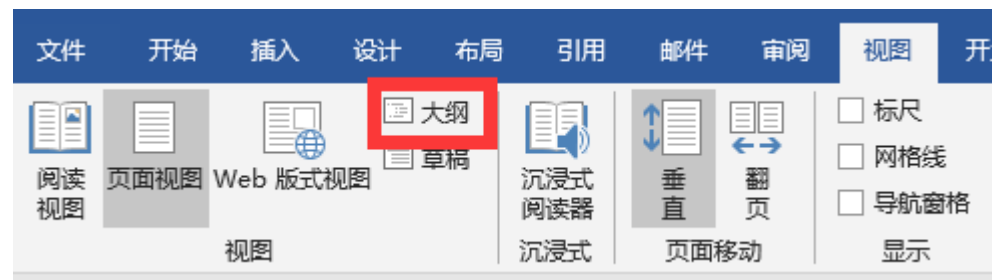 文件 开始 插入 设计 布局 引用 邮件 审阅 视图
大纲 标尺
草稿 网格线
阅读 页面视图 Web 版式视图 沉浸式 垂 翻 导航窗格
视图 阅读器 直 页
视图 沉浸式 页面移动 显示